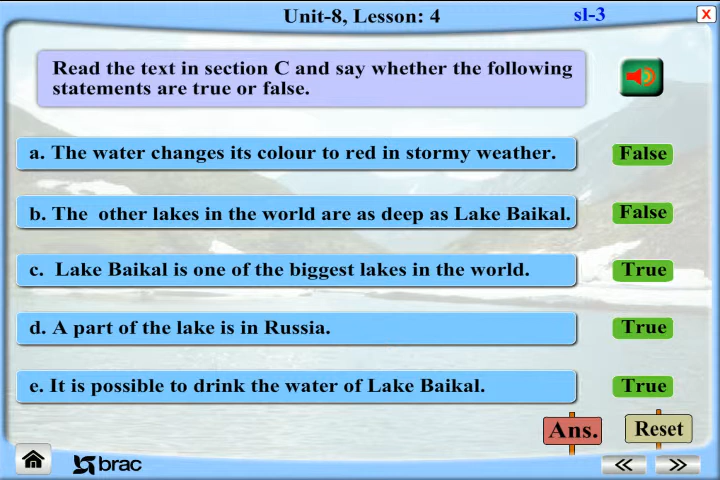 Unit-8, Lesson: 4
sl-3
X
Read the text in section C and say whether the following
statements are true or false.
a. The water changes its colour to red in stormy weather.
False
b. The  other lakes in the world are as deep as Lake Baikal.
False
c.  Lake Baikal is one of the biggest lakes in the world.
True
d. A part of the lake is in Russia.
True
e. It is possible to drink the water of Lake Baikal.
True
Ans.
Reset
brac